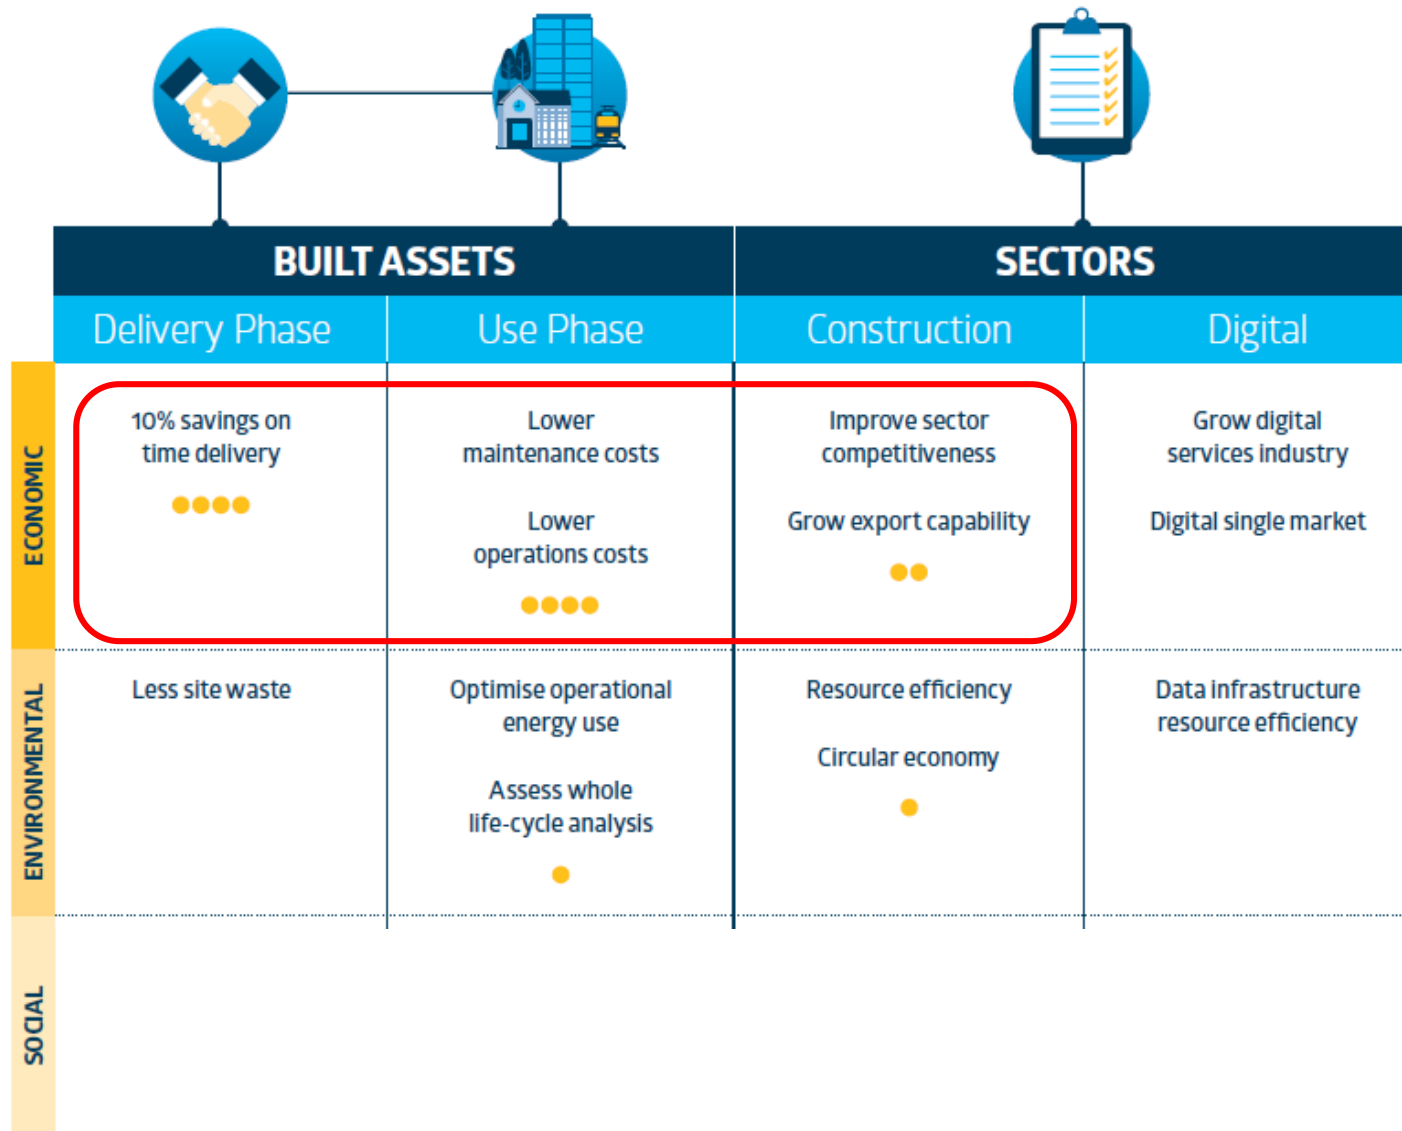 BUILT ASSETS
SECTORS
Delivery Phase
Use Phase
Construction
Digital
ECONOMIC
10% savings on
time delivery
Lower
maintenance costs
Lower
operations costs
Improve sector
competitiveness
Grow export capability
Grow digital
services industry
Digital single market
ENVIRONMENTAL
Less site waste
Optimise operational
energy use
Assess whole
life-cycle analysis
Resource efficiency
Circular economy
Data infrastructure
resource efficiency
SOCIAL